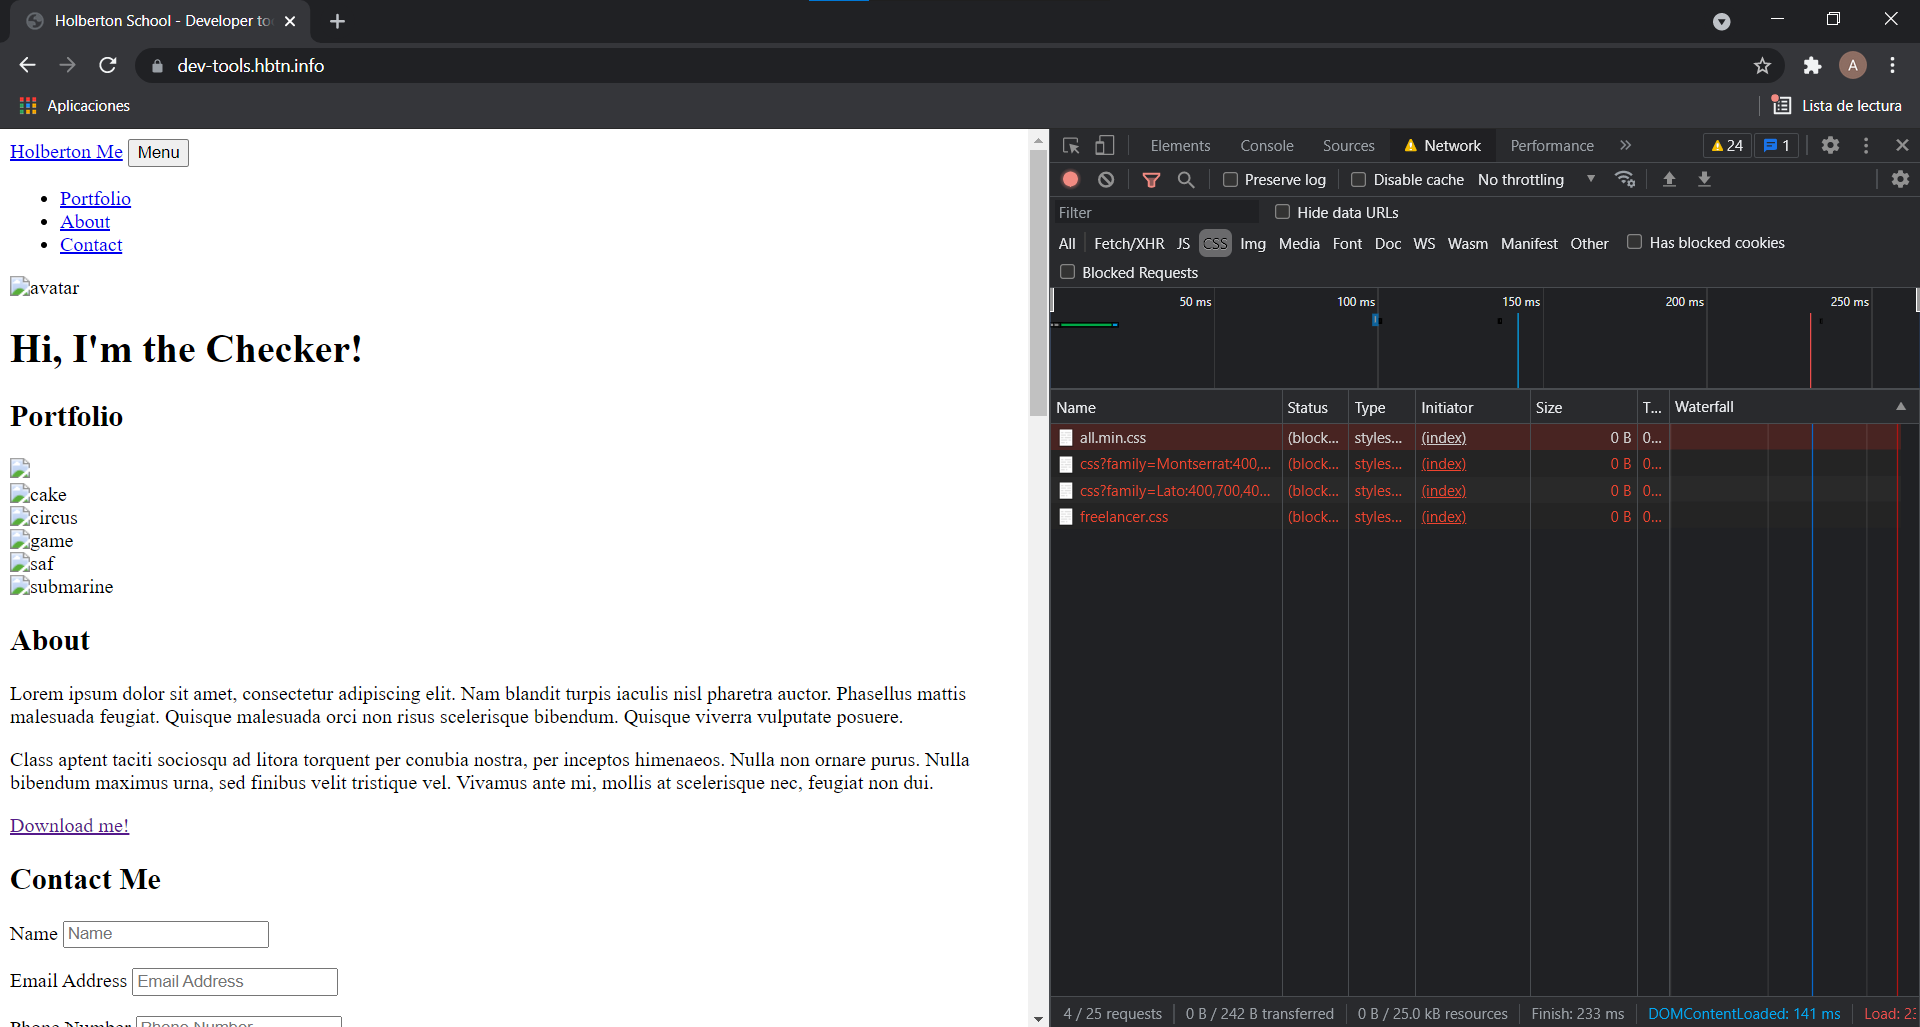 Holberton School - Developer to
dev-tools.hbtn.info
A
Aplicaciones
Lista de lectura
Holberton Me Menu
Portfolio
About
Contact
avatar
Hi, I'm the Checker!
Portfolio
cake
circus
game
saf
submarine
About
Lorem ipsum dolor sit amet, consectetur adipiscing elit. Nam blandit turpis iaculis nisl pharetra auctor. Phasellus mattis
malesuada feugiat. Quisque malesuada orci non risus scelerisque bibendum. Quisque viverra vulputate posuere.
Class aptent taciti sociosqu ad litora torquent per conubia nostra, per inceptos himenaeos. Nulla non ornare purus. Nulla
bibendum maximus urna, sed finibus velit tristique vel. Vivamus ante mi, mollis at scelerisque nec, feugiat non dui.
Download me!
Contact Me
Name Name
Email Address Email Address
Phone Number Phone Number
Elements Console Sources Network Performance » 24 1
Preserve log Disable cache No throttling
Filter Hide data URLs
All Fetch/XHR JS CSS Img Media Font Doc WS Wasm Manifest Other Has blocked cookies
Blocked Requests
50 ms 100 ms 150 ms 200 ms 250 ms
Name Status Type Initiator Size T... Waterfall
all.min.css (block... styles... (index) 0 B 0...
css?family=Montserrat:400,... (block... styles... (index) 0 B 0...
css?family=Lato:400,700,40... (block... styles... (index) 0 B 0...
freelancer.css (block... styles... (index) 0 B 0...
4 / 25 requests 0 B / 242 B transferred 0 B / 25.0 kB resources Finish: 233 ms DOMContentLoaded: 141 ms Load: 23